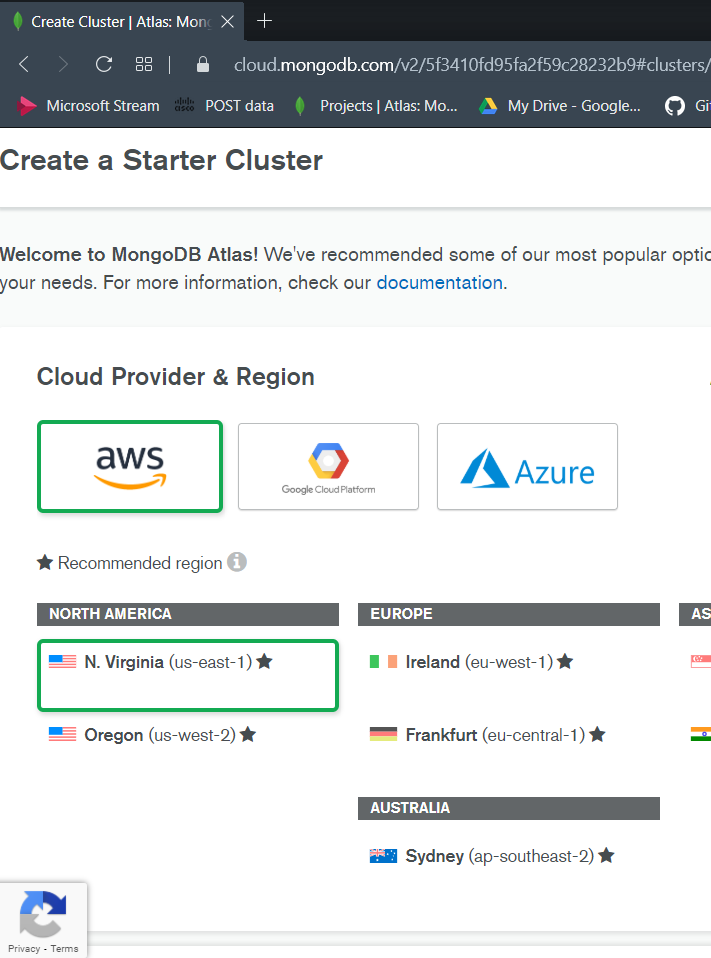 Create Cluster | Atlas: Mong
cloud.mongodb.com/v2/5f3410fd95fa2f59c28232b9#clusters/
Microsoft Stream POST data Projects | Atlas: Mo... My Drive - Google... Git
Create a Starter Cluster
Welcome to MongoDB Atlas! We've recommended some of our most popular optio
your needs. For more information, check our documentation.
Cloud Provider & Region
aws
Google Cloud Platform
Azure
Recommended region
NORTH AMERICA EUROPE AS
N. Virginia (us-east-1) Ireland (eu-west-1)
Oregon (us-west-2) Frankfurt (eu-central-1)
AUSTRALIA
Sydney (ap-southeast-2)
Privacy - Terms